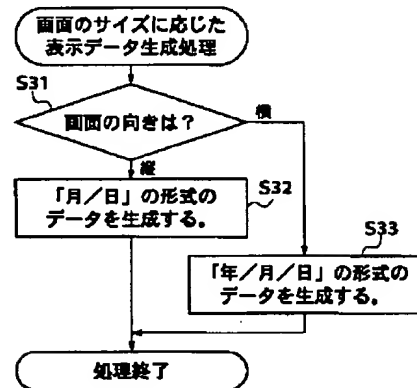 画面のサイズに応じた
表示データ生成処理
S31
画面の向きは？
横
縦
「月／日」の形式の
データを生成する。
S32
S33
「年／月／日」の形式の
データを生成する。
処理終了